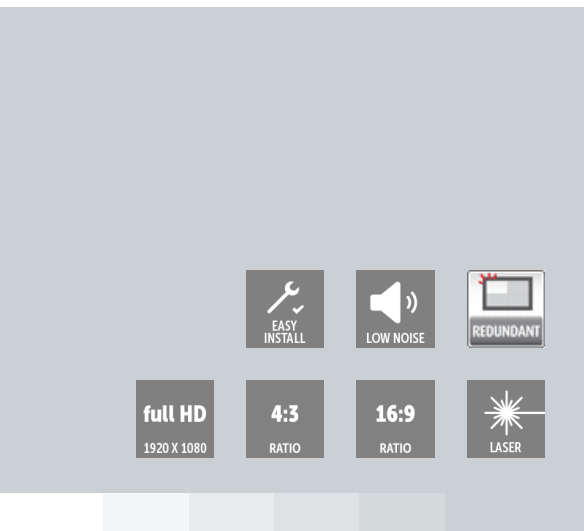 EASY
INSTALL
LOW NOISE
REDUNDANT
full HD
1920 X 1080
4:3
RATIO
16:9
RATIO
LASER